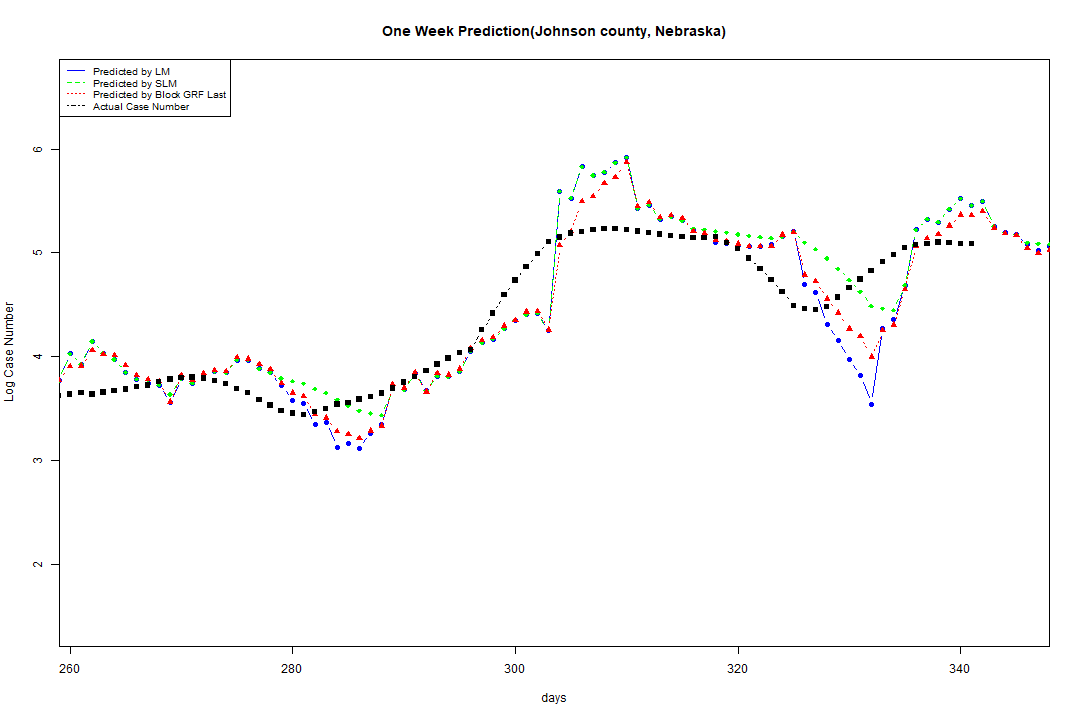 One Week Prediction(Johnson county, Nebraska)
Predicted by LM
Predicted by SLM
Predicted by Block GRF Last
Actual Case Number
6
5
4
3
2
Log Case Number
260 280 300 320 340
days